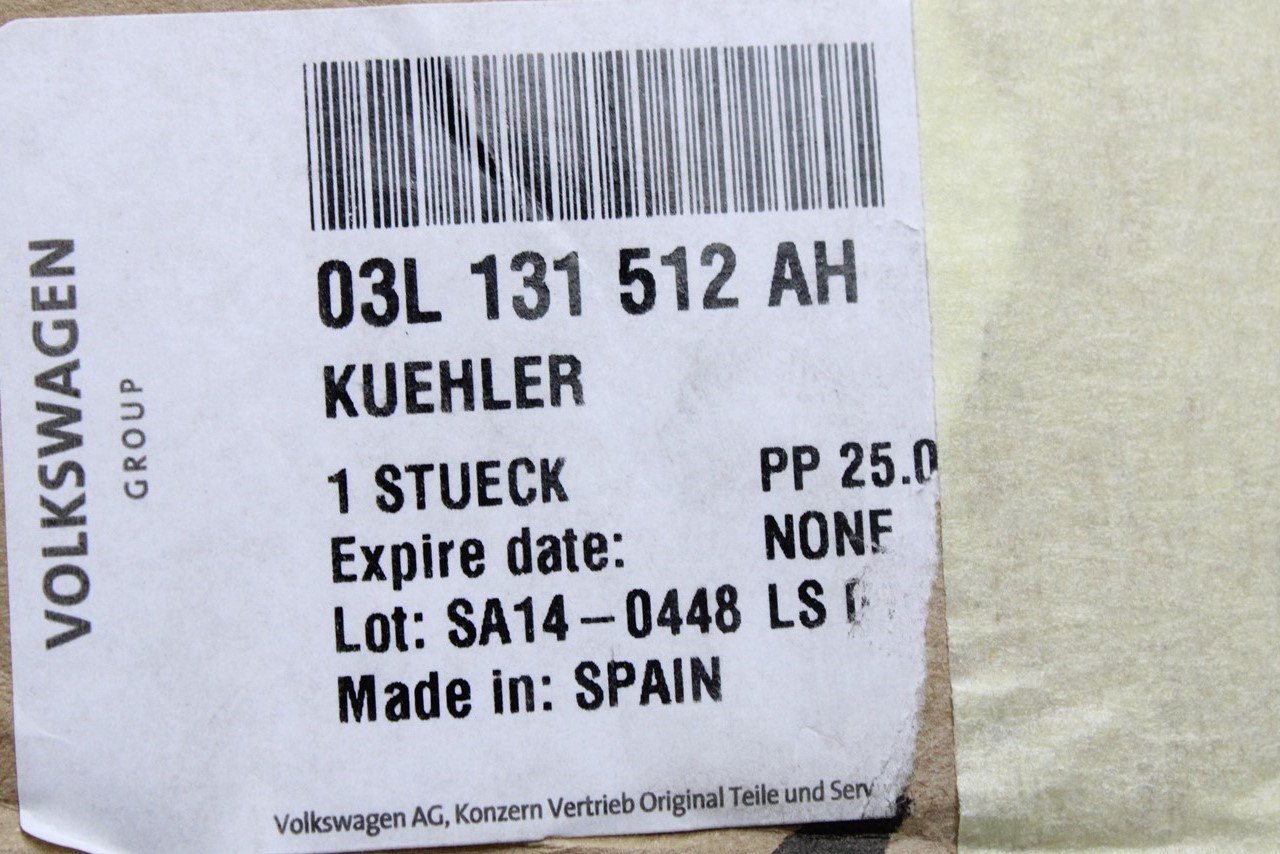 VOLKSWAGEN
GROUP
03L 131 512 AH
KUEHLER
1 STUECK PP 25.0
Expire date: NONE
Lot: SA14-0448 LS
Made in: SPAIN
Volkswagen AG, Konzern Vertrieb Original Teile und Serv